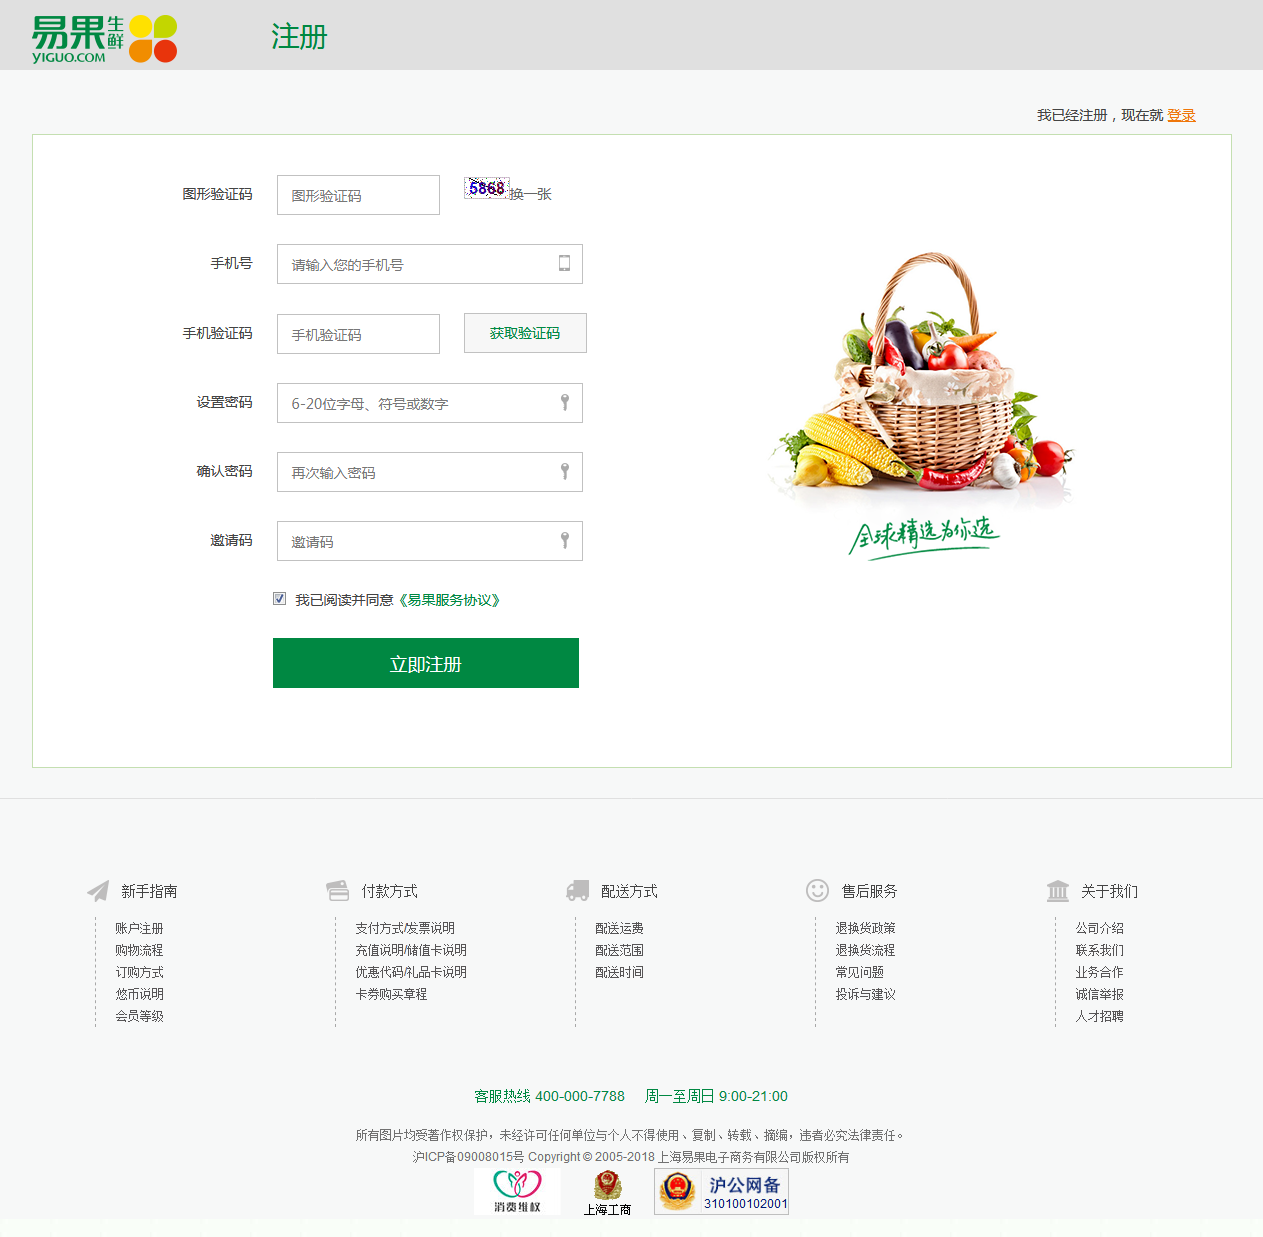 易果生鲜
YIGUO.COM
注册
我已经注册，现在就 登录
图形验证码 图形验证码 5868 换一张
手机号 请输入您的手机号
手机验证码 手机验证码 获取验证码
设置密码 6-20位字母、符号或数字
确认密码 再次输入密码
邀请码 邀请码
全球精选为你选
我已阅读并同意《易果服务协议》
立即注册
新手指南
账户注册
购物流程
订购方式
悠币说明
会员等级
付款方式
支付方式/发票说明
充值说明/储值卡说明
优惠代码/礼品卡说明
卡券购买章程
配送方式
配送运费
配送范围
配送时间
售后服务
退换货政策
退换货流程
常见问题
投诉与建议
关于我们
公司介绍
联系我们
业务合作
诚信举报
人才招聘
客服热线 400-000-7788 周一至周日 9:00-21:00
所有图片均受著作权保护，未经许可任何单位与个人不得使用、复制、转载、摘编，违者必究法律责任。
沪ICP备09008015号 Copyright © 2005-2018 上海易果电子商务有限公司版权所有
消费维权 上海工商 沪公网备
310100102001